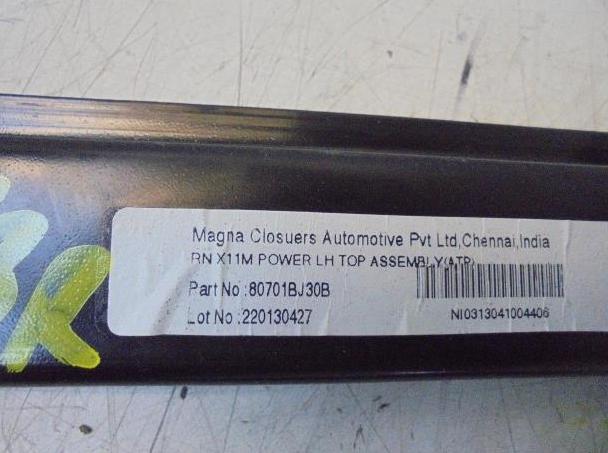 Magna Closuers Automotive Pvt Ltd,Chennai,India
RN X11M POWER LH TOP ASSEMBLY(ATP)
Part No :80701BJ30B
Lot No :220130427
NI0313041004406